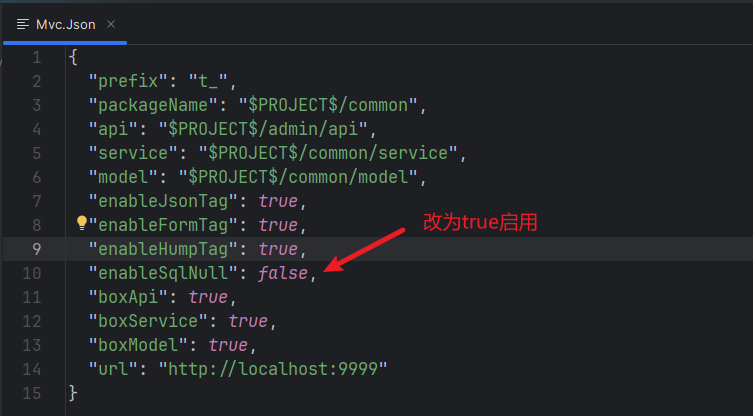 Mvc.Json ×
1 {
2 "prefix": "t_",
3 "packageName": "$PROJECT$/common",
4 "api": "$PROJECT$/admin/api",
5 "service": "$PROJECT$/common/service",
6 "model": "$PROJECT$/common/model",
7 "enableJsonTag": true,
8 "enableFormTag": true,
改为true启用
9 "enableHumpTag": true,
10 "enableSqlNull": false,
11 "boxApi": true,
12 "boxService": true,
13 "boxModel": true,
14 "url": "http://localhost:9999"
15 }